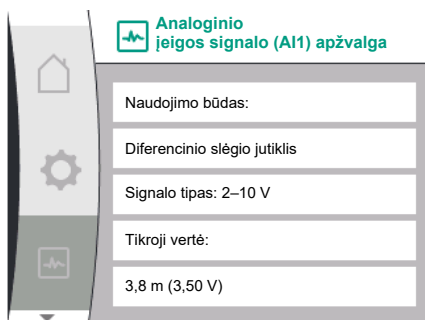 Analoginio
įeigos signalo (AI1) apžvalga
Naudojimo būdas:
Diferencinio slėgio jutiklis
Signalo tipas: 2–10 V
Tikroji vertė:
3,8 m (3,50 V)